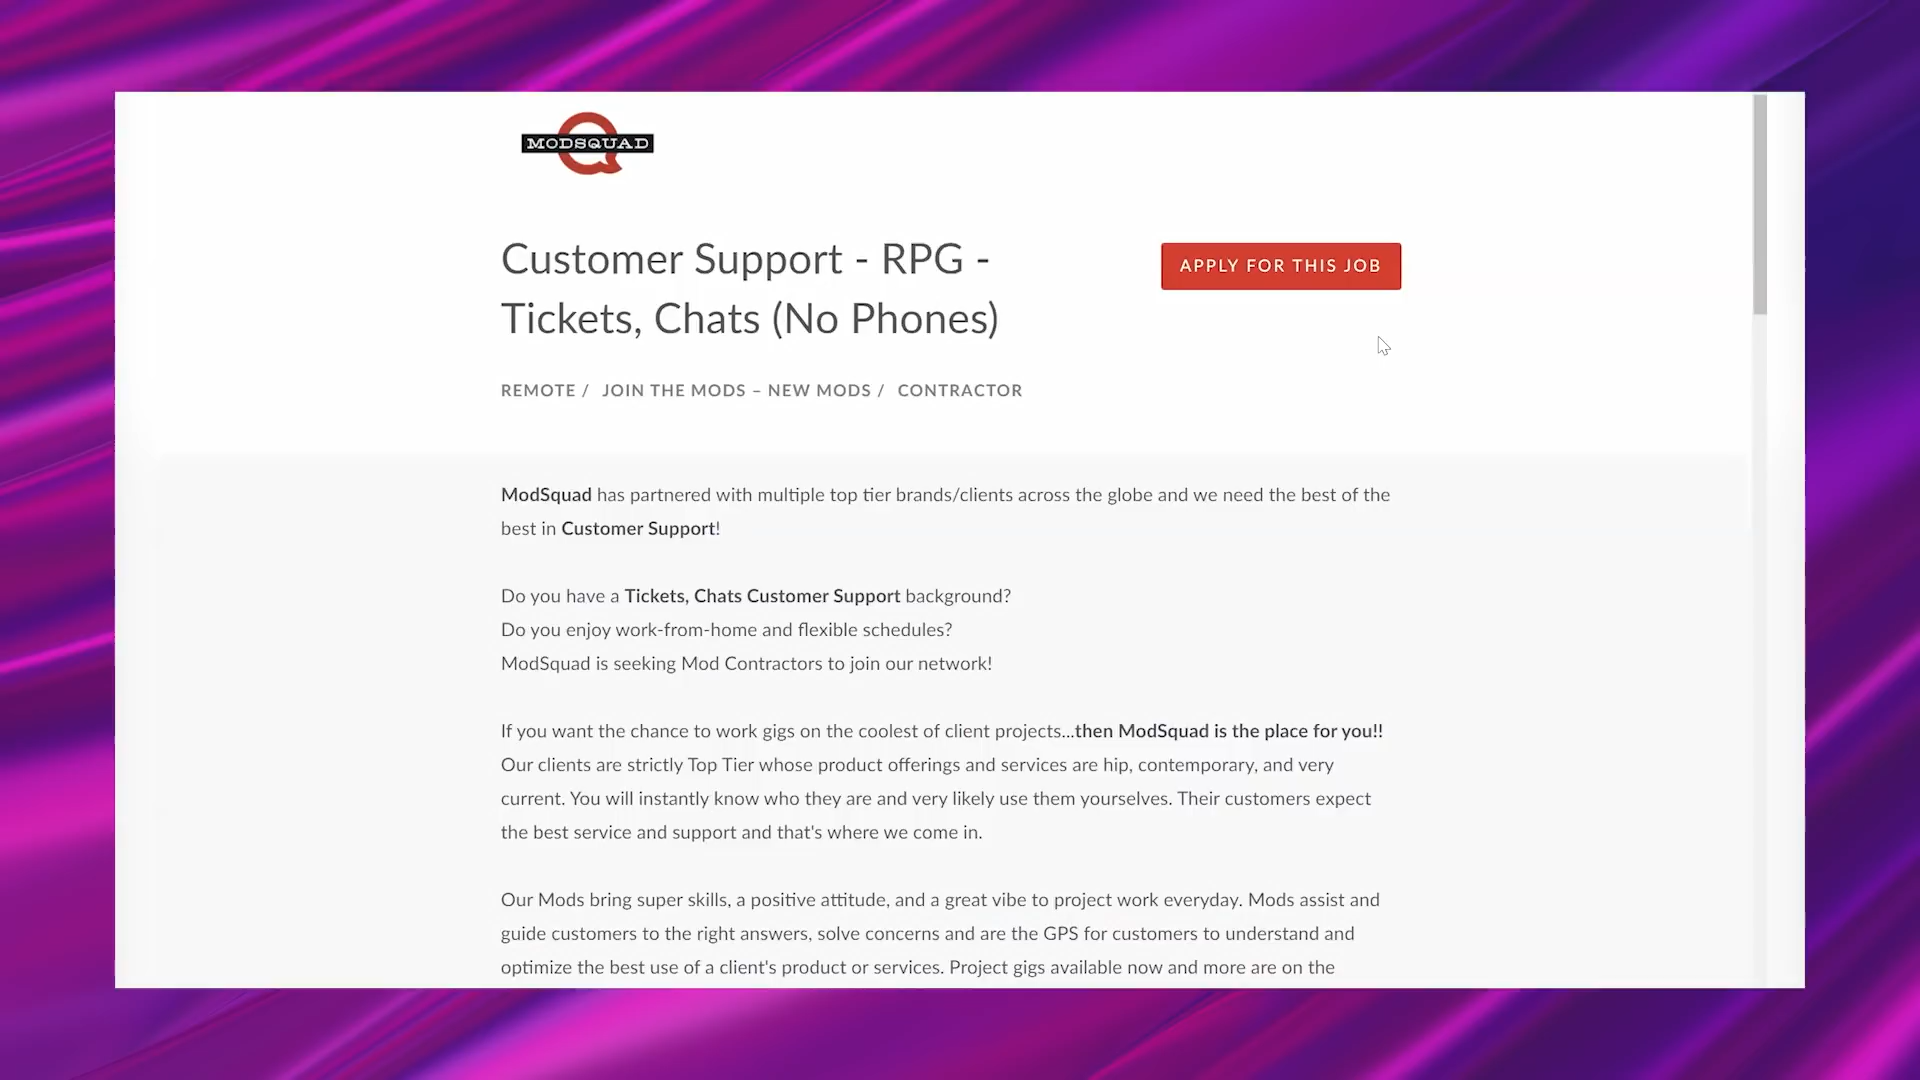 MODSQUAD
Customer Support - RPG -
Tickets, Chats (No Phones)
APPLY FOR THIS JOB
REMOTE / JOIN THE MODS – NEW MODS / CONTRACTOR
ModSquad has partnered with multiple top tier brands/clients across the globe and we need the best of the
best in Customer Support!
Do you have a Tickets, Chats Customer Support background?
Do you enjoy work-from-home and flexible schedules?
ModSquad is seeking Mod Contractors to join our network!
If you want the chance to work gigs on the coolest of client projects...then ModSquad is the place for you!!
Our clients are strictly Top Tier whose product offerings and services are hip, contemporary, and very
current. You will instantly know who they are and very likely use them yourselves. Their customers expect
the best service and support and that's where we come in.
Our Mods bring super skills, a positive attitude, and a great vibe to project work everyday. Mods assist and
guide customers to the right answers, solve concerns and are the GPS for customers to understand and
optimize the best use of a client's product or services. Project gigs available now and more are on the